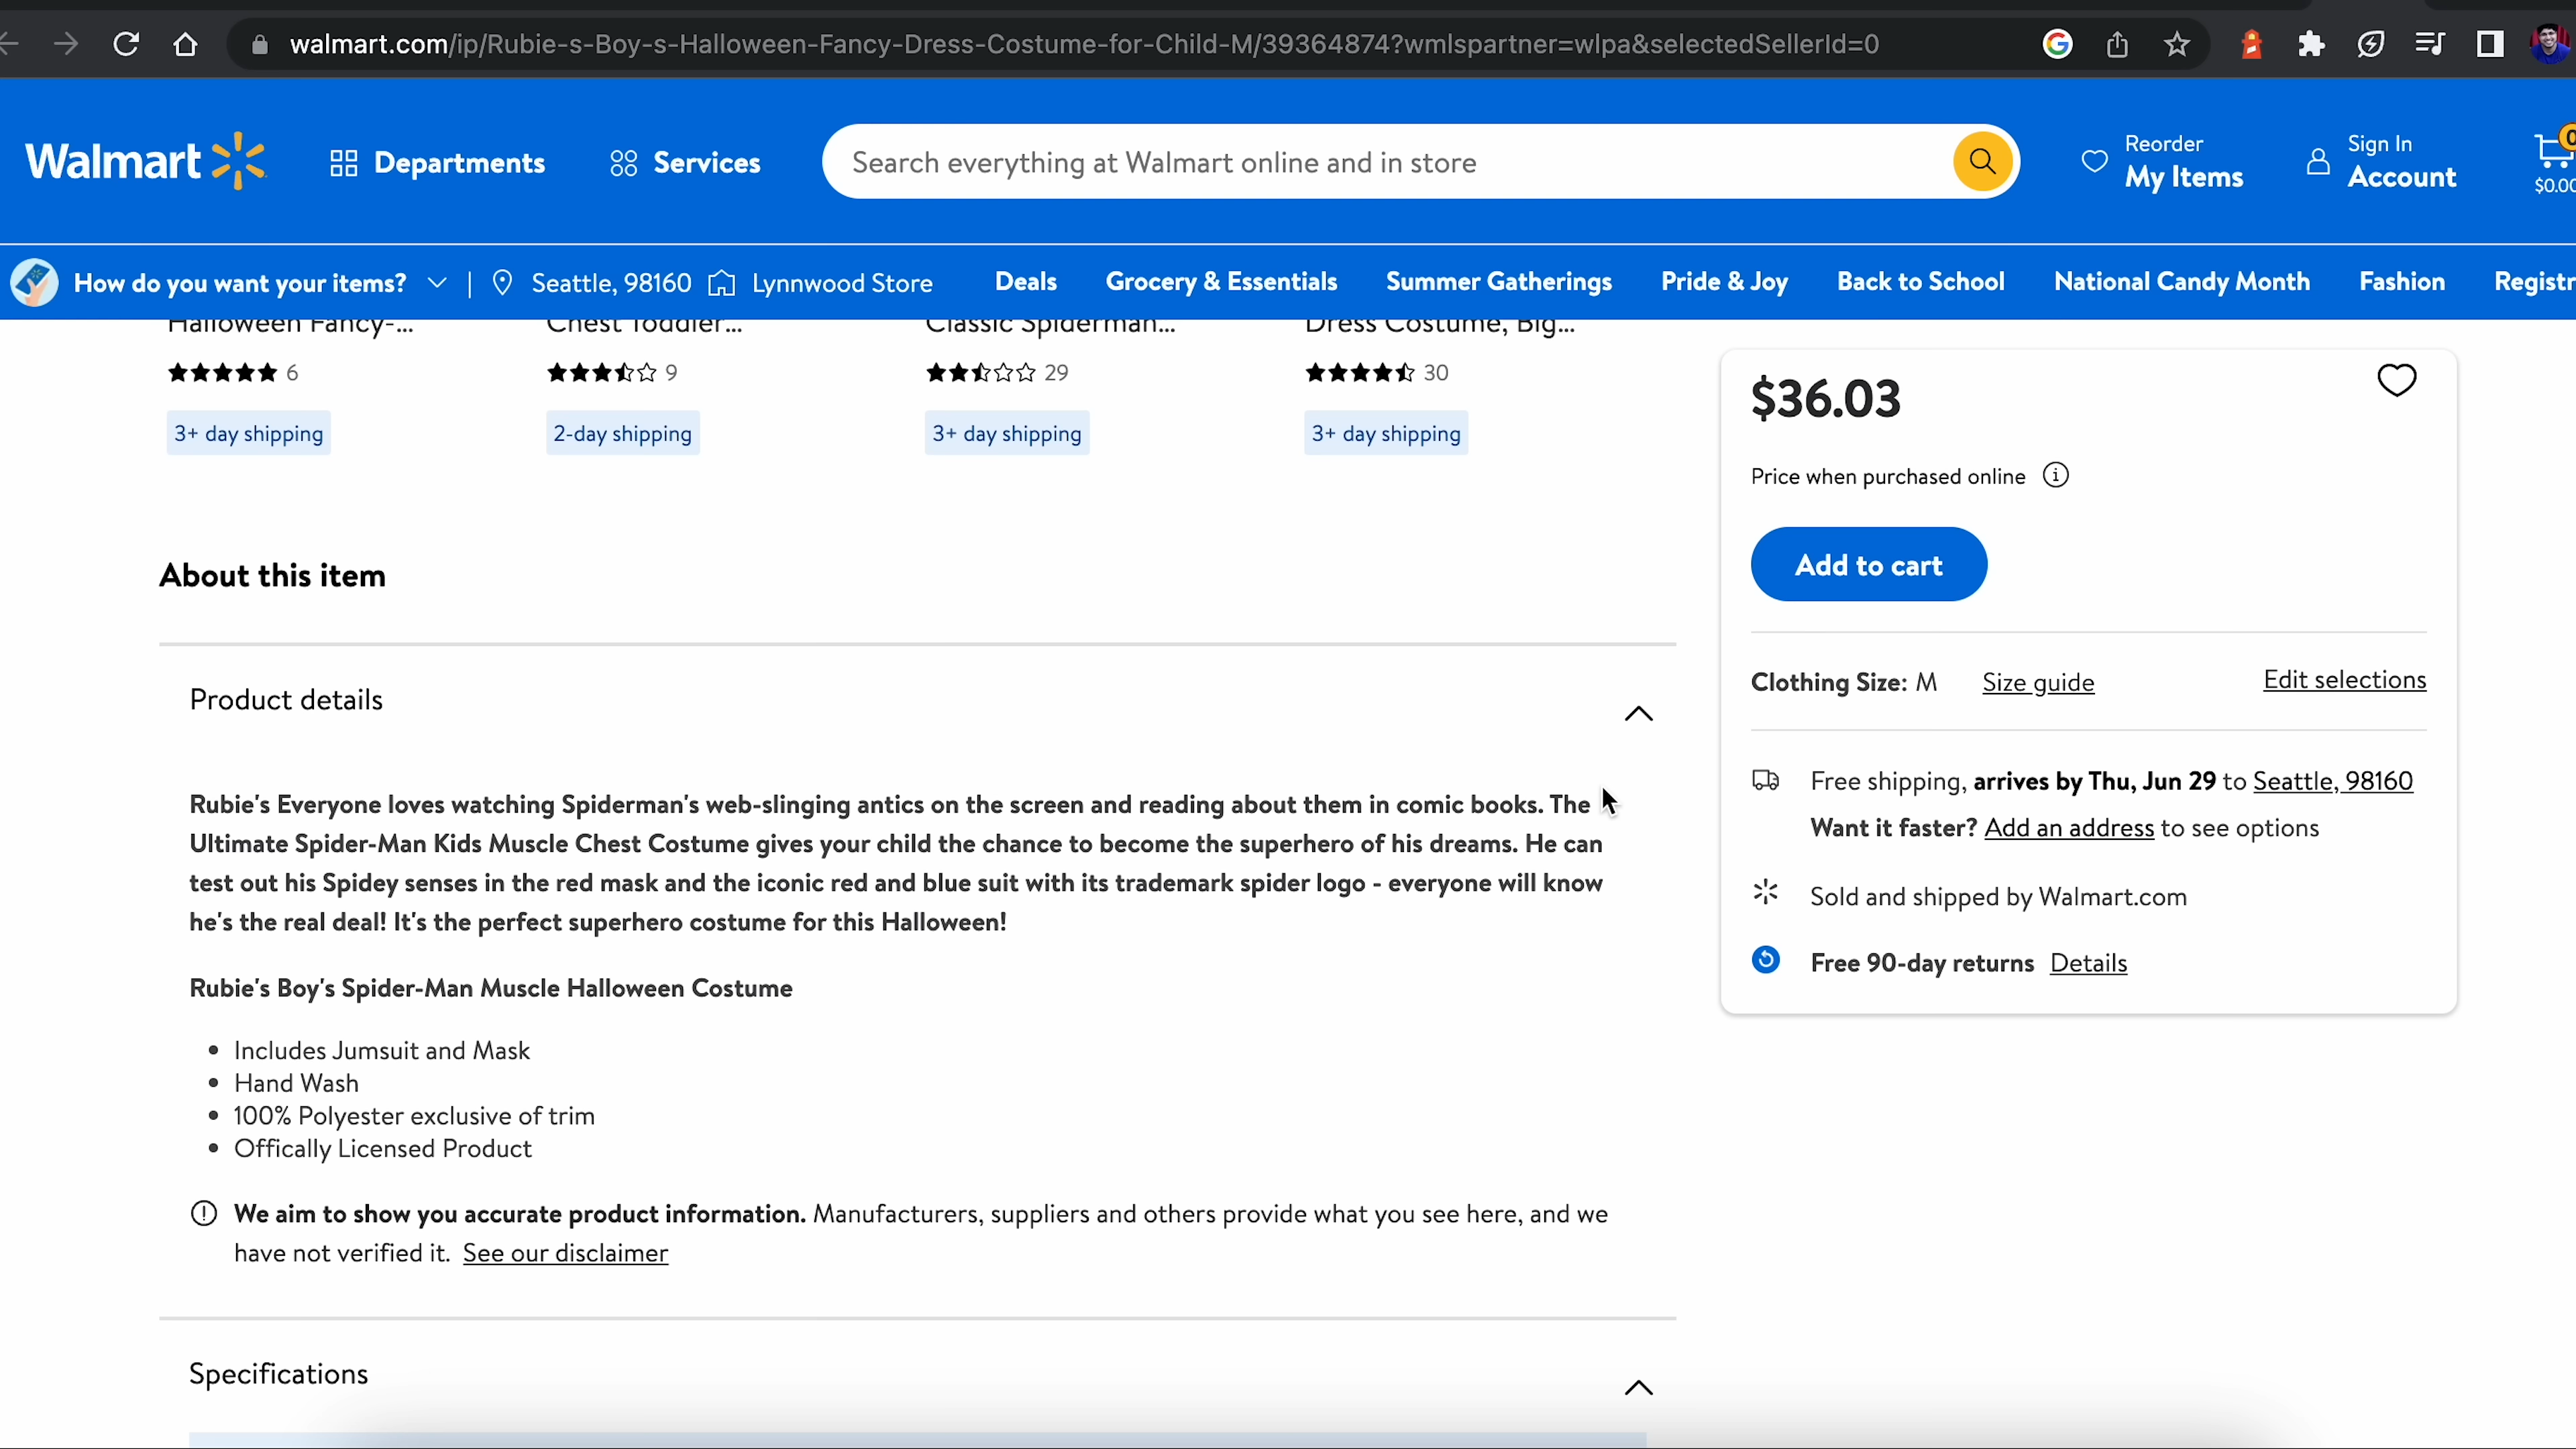 walmart.com/ip/Rubie-s-Boy-s-Halloween-Fancy-Dress-Costume-for-Child-M/39364874?wmlspartner=wlpa&selectedSellerId=0
Walmart
Departments
Services
Search everything at Walmart online and in store
Reorder
My Items
Sign In
Account
0
$0.00
How do you want your items?
Seattle, 98160
Lynnwood Store
Deals
Grocery & Essentials
Summer Gatherings
Pride & Joy
Back to School
National Candy Month
Fashion
Registr
Halloween Fancy-...
Chest Toddler...
Classic Spiderman...
Dress Costume, Big...
6
9
29
30
3+ day shipping
2-day shipping
3+ day shipping
3+ day shipping
$36.03
Price when purchased online
Add to cart
Clothing Size: M
Size guide
Edit selections
Free shipping, arrives by Thu, Jun 29 to Seattle, 98160
Want it faster? Add an address to see options
Sold and shipped by Walmart.com
Free 90-day returns Details
About this item
Product details
Rubie's Everyone loves watching Spiderman's web-slinging antics on the screen and reading about them in comic books. The
Ultimate Spider-Man Kids Muscle Chest Costume gives your child the chance to become the superhero of his dreams. He can
test out his Spidey senses in the red mask and the iconic red and blue suit with its trademark spider logo - everyone will know
he's the real deal! It's the perfect superhero costume for this Halloween!
Rubie's Boy's Spider-Man Muscle Halloween Costume
Includes Jumsuit and Mask
Hand Wash
100% Polyester exclusive of trim
Offically Licensed Product
We aim to show you accurate product information. Manufacturers, suppliers and others provide what you see here, and we
have not verified it. See our disclaimer
Specifications